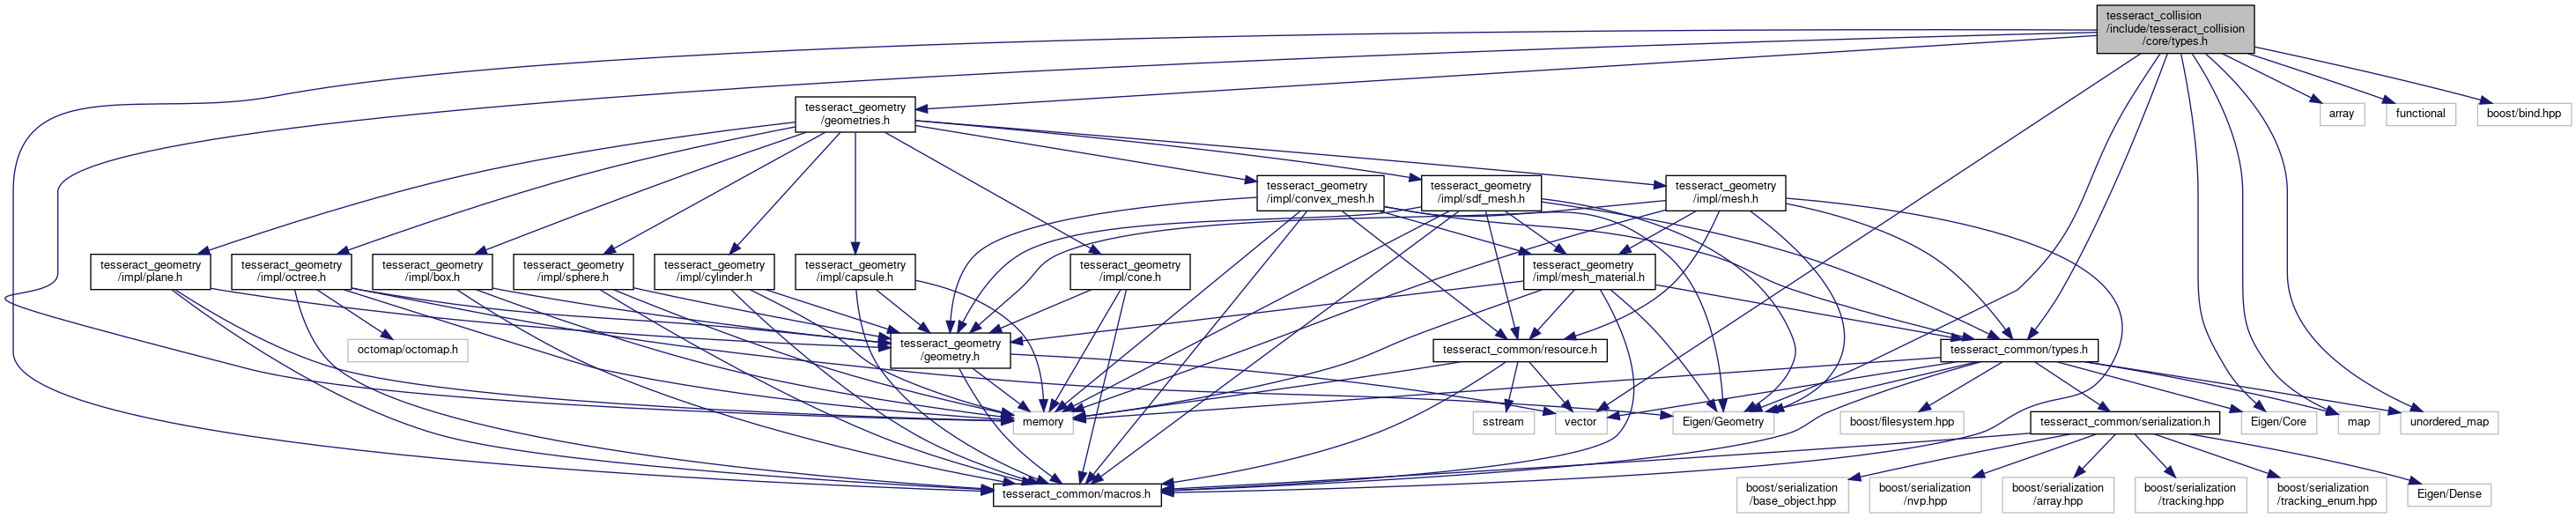 tesseract_collision
/include/tesseract_collision
/core/types.h
tesseract_geometry
/geometries.h
array
functional
boost/bind.hpp
tesseract_geometry
/impl/convex_mesh.h
tesseract_geometry
/impl/sdf_mesh.h
tesseract_geometry
/impl/mesh.h
tesseract_geometry
/impl/plane.h
tesseract_geometry
/impl/octree.h
tesseract_geometry
/impl/box.h
tesseract_geometry
/impl/sphere.h
tesseract_geometry
/impl/cylinder.h
tesseract_geometry
/impl/capsule.h
tesseract_geometry
/impl/cone.h
tesseract_geometry
/impl/mesh_material.h
octomap/octomap.h
tesseract_geometry
/geometry.h
tesseract_common/resource.h
tesseract_common/types.h
memory
sstream
vector
Eigen/Geometry
boost/filesystem.hpp
tesseract_common/serialization.h
Eigen/Core
map
unordered_map
tesseract_common/macros.h
boost/serialization
/base_object.hpp
boost/serialization
/nvp.hpp
boost/serialization
/array.hpp
boost/serialization
/tracking.hpp
boost/serialization
/tracking_enum.hpp
Eigen/Dense